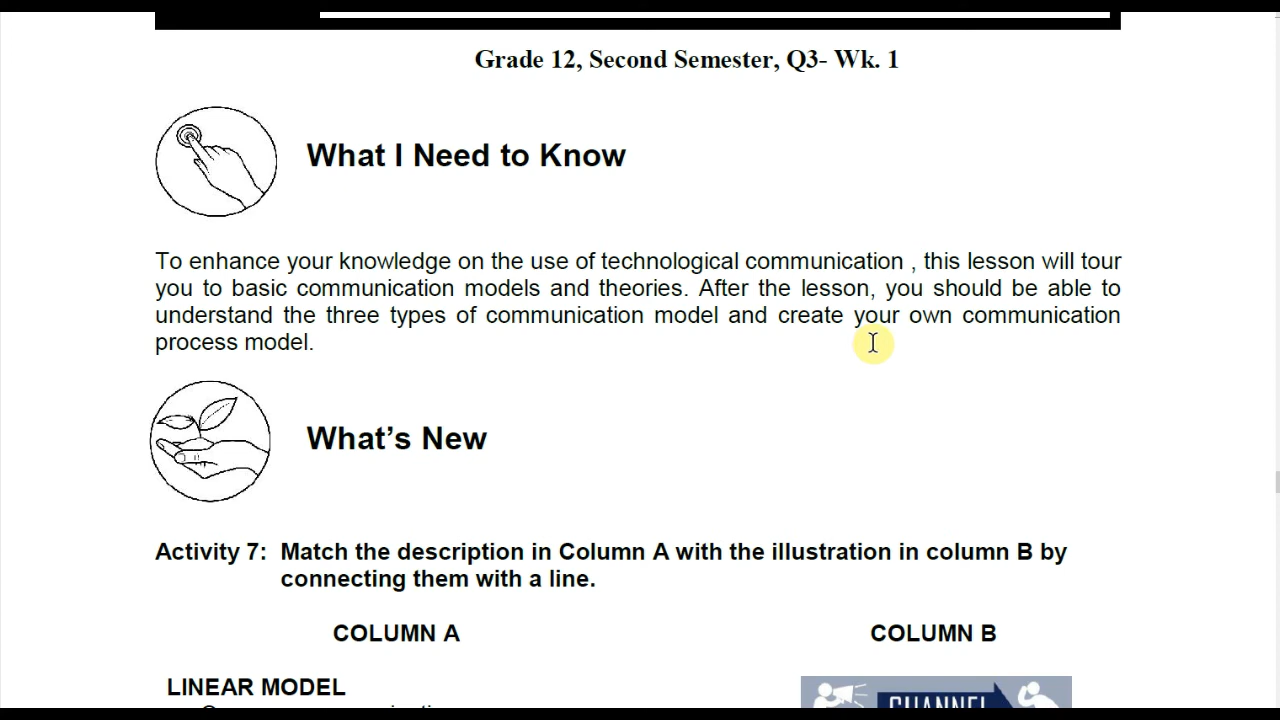 Grade 12, Second Semester, Q3- Wk. 1
What I Need to Know
To enhance your knowledge on the use of technological communication , this lesson will tour
you to basic communication models and theories. After the lesson, you should be able to
understand the three types of communication model and create your own communication
process model.
What's New
Activity 7: Match the description in Column A with the illustration in column B by
connecting them with a line.
COLUMN A COLUMN B
LINEAR MODEL
CHANNEL